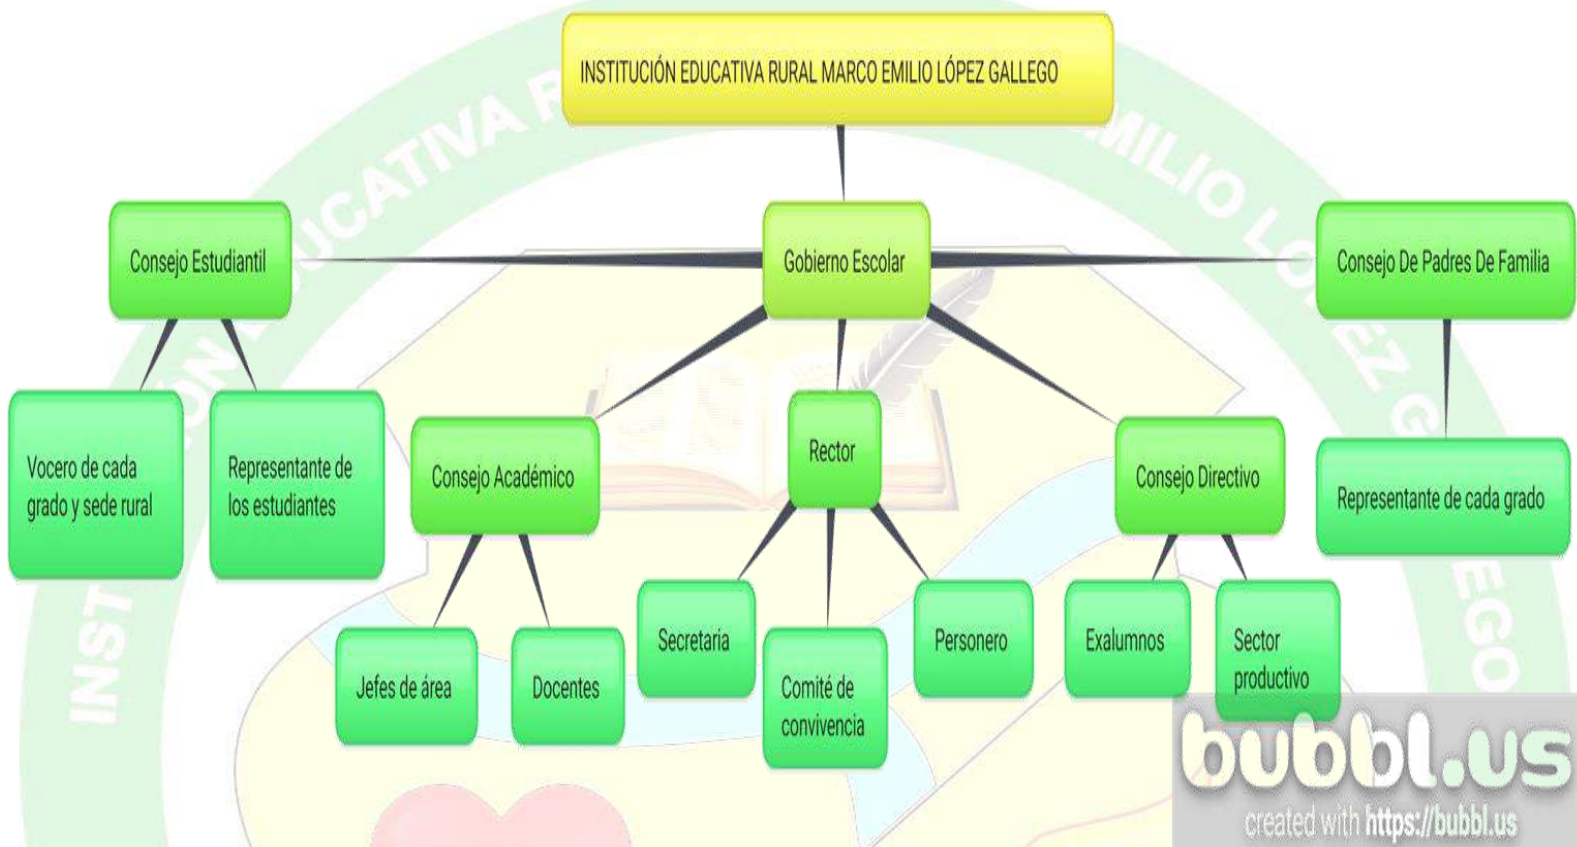 INSTITUCIÓN EDUCATIVA RURAL MARCO EMILIO LÓPEZ GALLEGO
Consejo Estudiantil
Gobierno Escolar
Consejo De Padres De Familia
Vocero de cada
grado y sede rural
Representante de
los estudiantes
Consejo Académico
Rector
Consejo Directivo
Representante de cada grado
Jefes de área
Docentes
Secretaria
Comité de
convivencia
Personero
Exalumnos
Sector
productivo
bubbl.us
created with https://bubbl.us